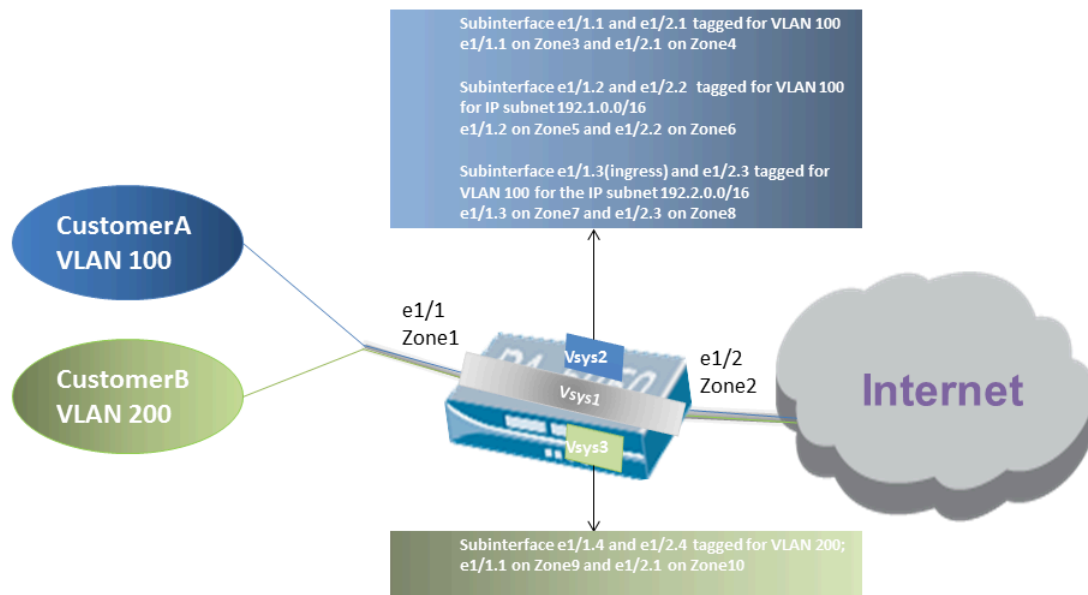 Subinterface e1/1.1 and e1/2.1 tagged for VLAN 100
e1/1.1 on Zone3 and e1/2.1 on Zone4
Subinterface e1/1.2 and e1/2.2 tagged for VLAN 100
for IP subnet 192.1.0.0/16
e1/1.2 on Zone5 and e1/2.2 on Zone6
Subinterface e1/1.3(ingress) and e1/2.3 tagged for
VLAN 100 for the IP subnet 192.2.0.0/16
e1/1.3 on Zone7 and e1/2.3 on Zone8
CustomerA
VLAN 100
CustomerB
VLAN 200
e1/1
Zone1
Vsys2
Vsys1
Vsys3
e1/2
Zone2
Internet
Subinterface e1/1.4 and e1/2.4 tagged for VLAN 200;
e1/1.1 on Zone9 and e1/2.1 on Zone10